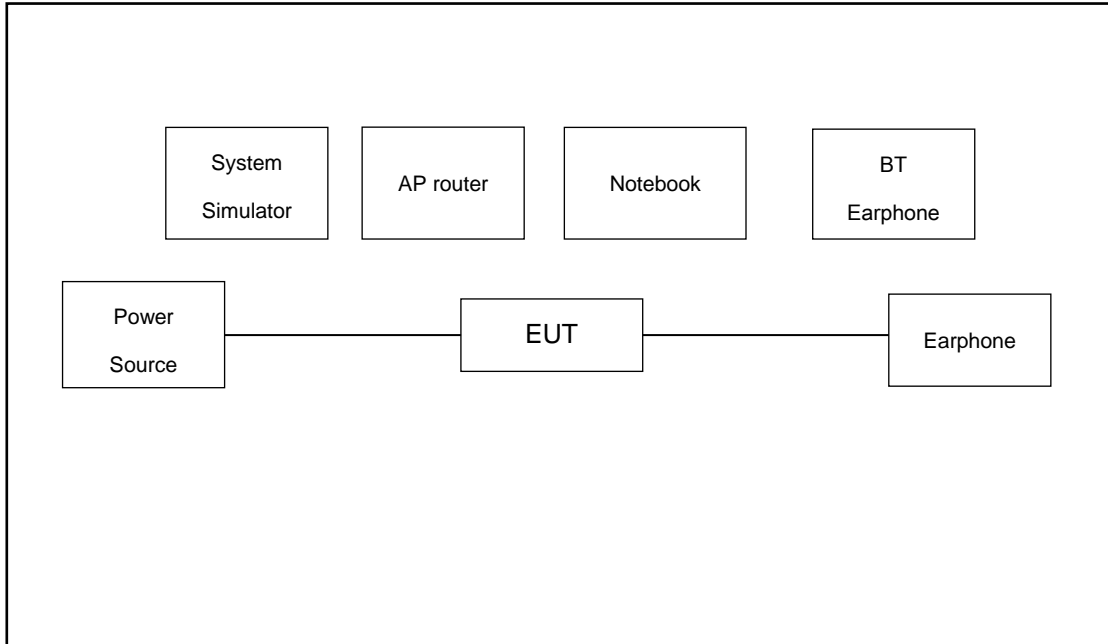 System
Simulator
AP router
Notebook
BT
Earphone
Power
Source
EUT
Earphone